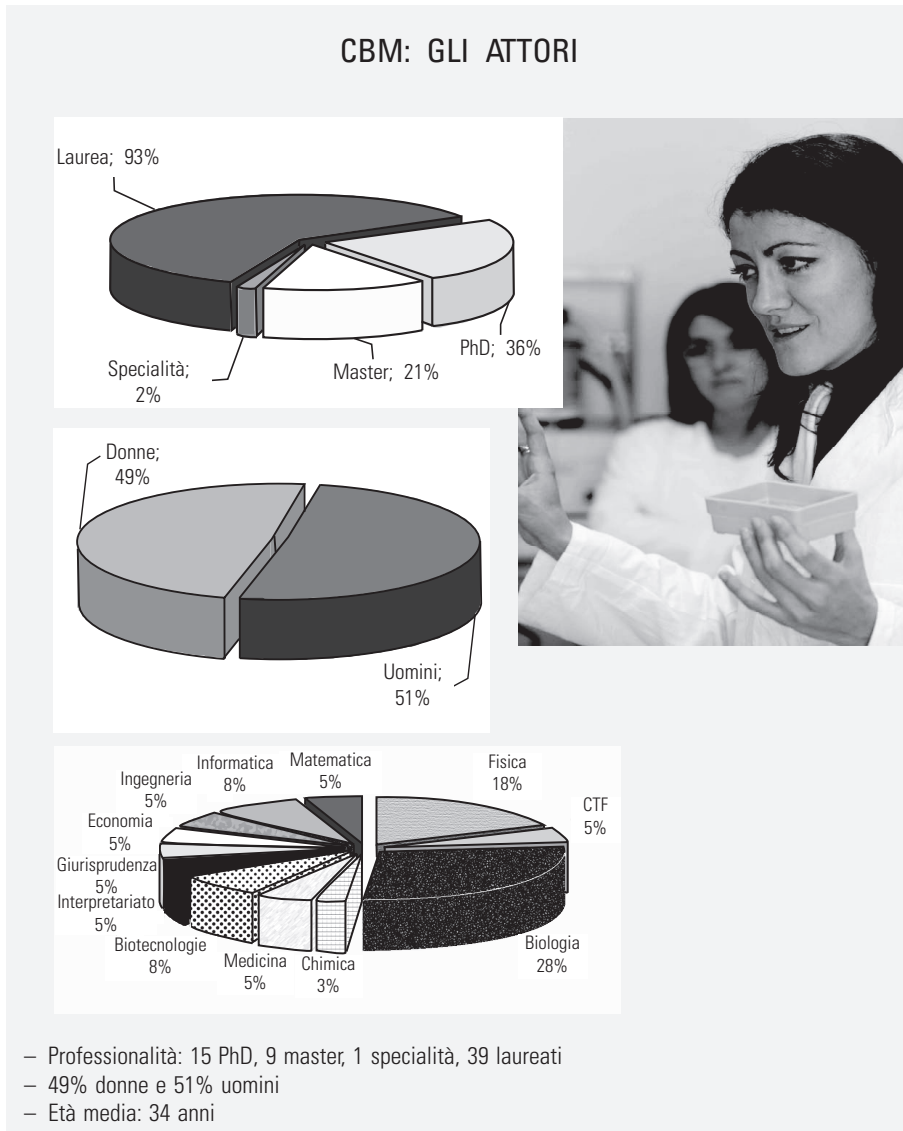 CBM: GLI ATTORI
Laurea; 93%
PhD; 36%
Master; 21%
Specialità;
2%
Donne;
49%
Uomini;
51%
Matematica
5%
Fisica
18%
Informatica
8%
CTF
5%
Ingegneria
5%
Economia
5%
Giurisprudenza
5%
Interpretariato
5%
Biotecnologie
8%
Medicina
5%
Chimica
3%
Biologia
28%
– Professionalità: 15 PhD, 9 master, 1 specialità, 39 laureati
– 49% donne e 51% uomini
– Età media: 34 anni